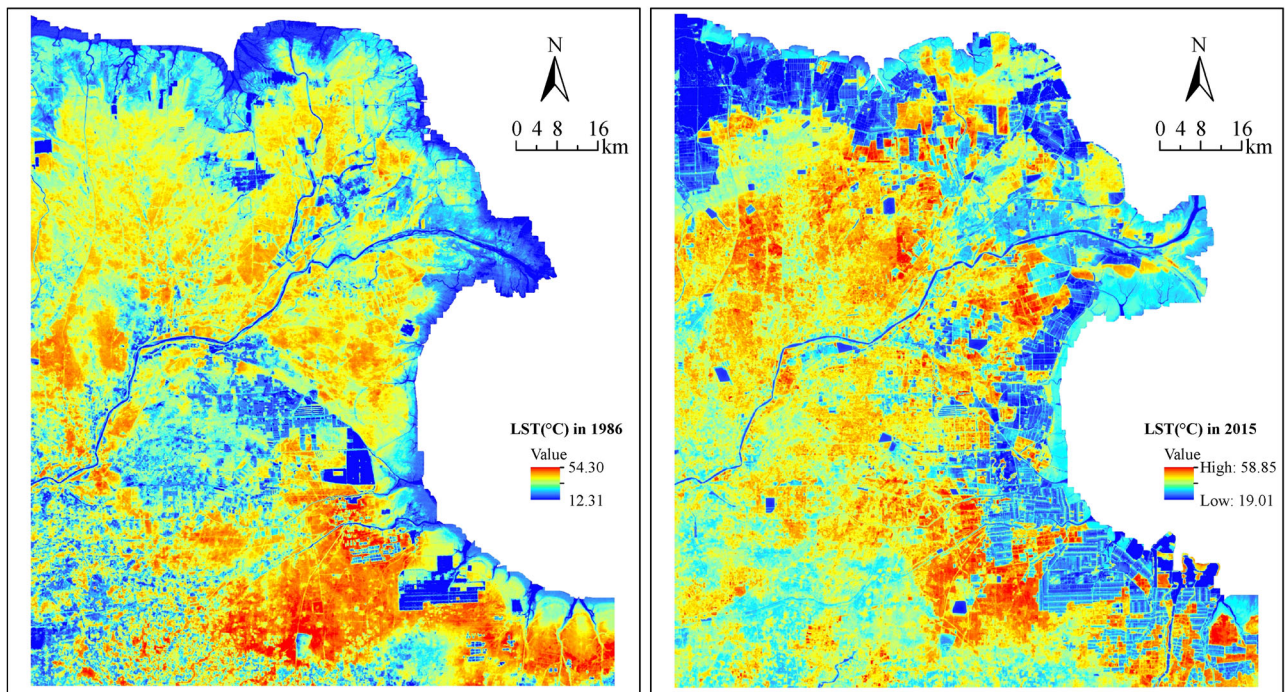 N
0 4 8 16
km
LST(°C) in 1986
Value
54.30
12.31
N
0 4 8 16
km
LST(°C) in 2015
Value
High: 58.85
Low: 19.01